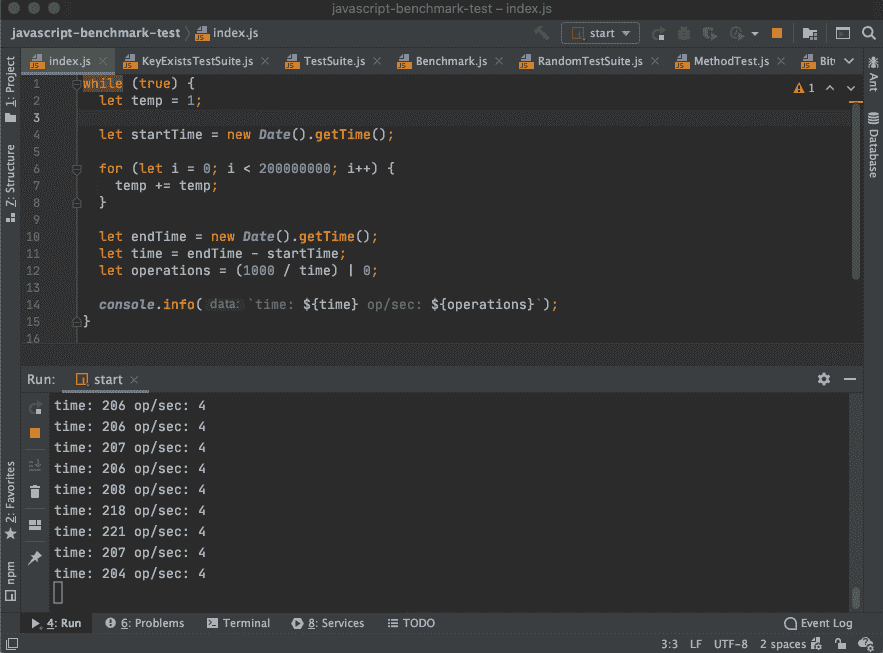 javascript-benchmark-test – index.js
javascript-benchmark-test index.js
start
index.js
KeyExistsTestSuite.js
TestSuite.js
Benchmark.js
RandomTestSuite.js
MethodTest.js
Bit
1: Project
Z: Structure
2: Favorites
npm
Ant
Database
1
1 while (true) {
2 let temp = 1;
3
4 let startTime = new Date().getTime();
5
6 for (let i = 0; i < 200000000; i++) {
7 temp += temp;
8 }
9
10 let endTime = new Date().getTime();
11 let time = endTime - startTime;
12 let operations = (1000 / time) | 0;
13
14 console.info( data: `time: ${time} op/sec: ${operations}`);
15 }
16
Run: start
time: 206 op/sec: 4
time: 206 op/sec: 4
time: 207 op/sec: 4
time: 206 op/sec: 4
time: 208 op/sec: 4
time: 218 op/sec: 4
time: 221 op/sec: 4
time: 207 op/sec: 4
time: 204 op/sec: 4
4: Run
6: Problems
Terminal
8: Services
TODO
Event Log
3:3 LF UTF-8 2 spaces